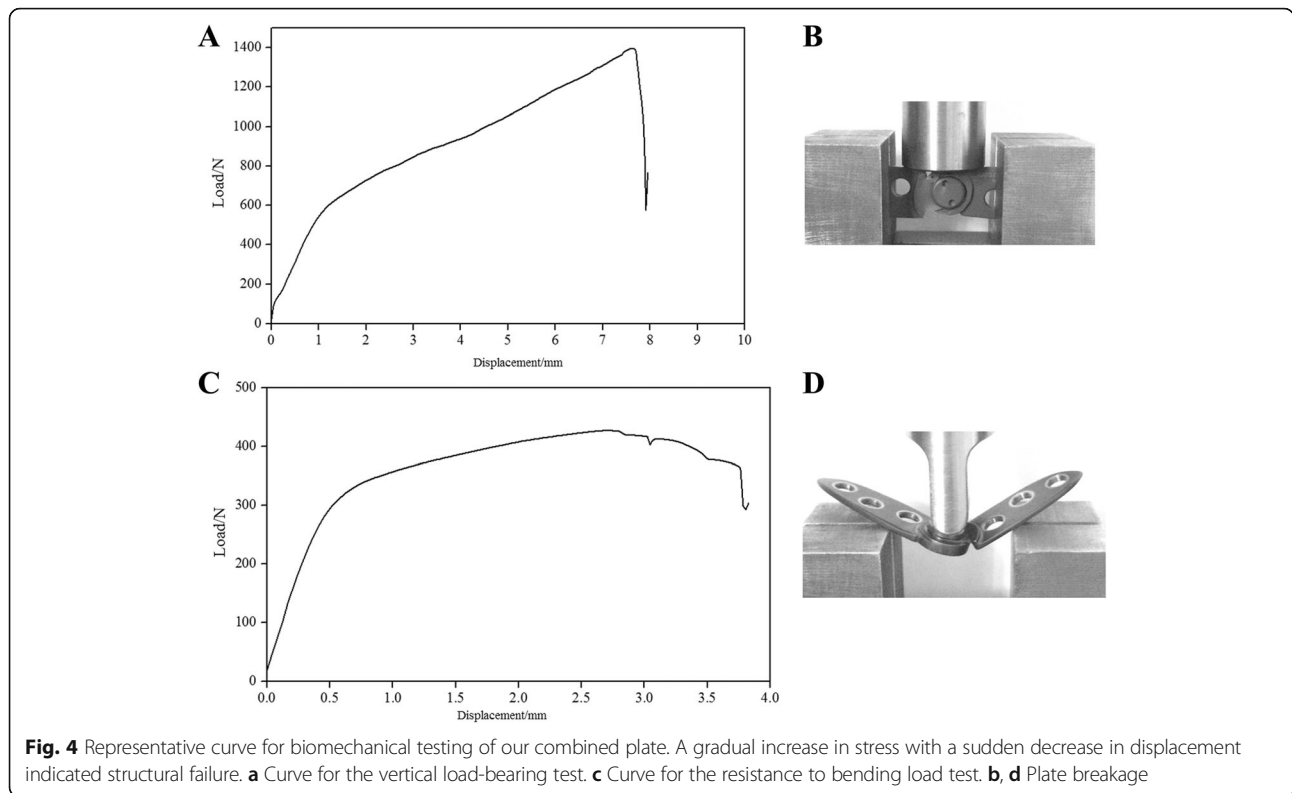 A
1400
1200
1000
800
600
400
200
0
Load/N
0 1 2 3 4 5 6 7 8 9 10
Displacement/mm
B
C
500
400
300
200
100
0
Load/N
0.0 0.5 1.0 1.5 2.0 2.5 3.0 3.5 4.0
Displacement/mm
D
Fig. 4 Representative curve for biomechanical testing of our combined plate. A gradual increase in stress with a sudden decrease in displacement
indicated structural failure. a Curve for the vertical load-bearing test. c Curve for the resistance to bending load test. b, d Plate breakage